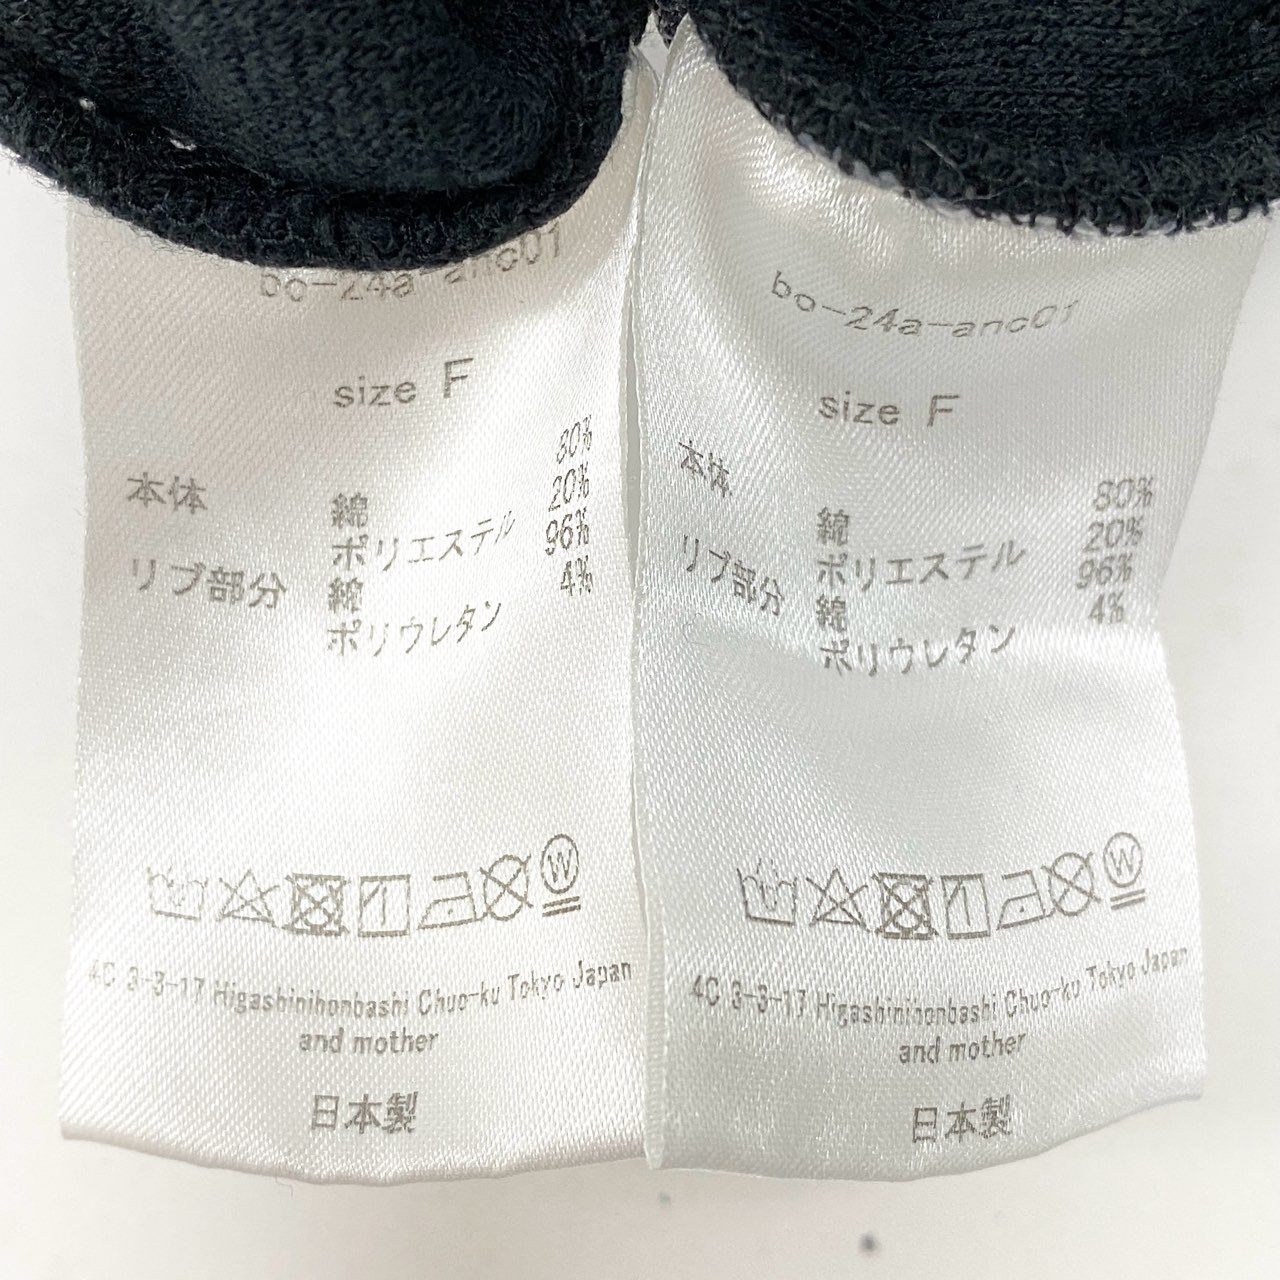 bo-24a-anc01
size F
本体 綿 80%
ポリエステル 20%
リブ部分 綿 96%
ポリウレタン 4%
W
4C 3-3-17 Higashinihonbashi Chuo-ku Tokyo Japan
and mother
日本製
bo-24a-anc01
size F
本体 綿 80%
ポリエステル 20%
リブ部分 綿 96%
ポリウレタン 4%
W
4C 3-3-17 Higashinihonbashi Chuo-ku Tokyo Japan
and mother
日本製